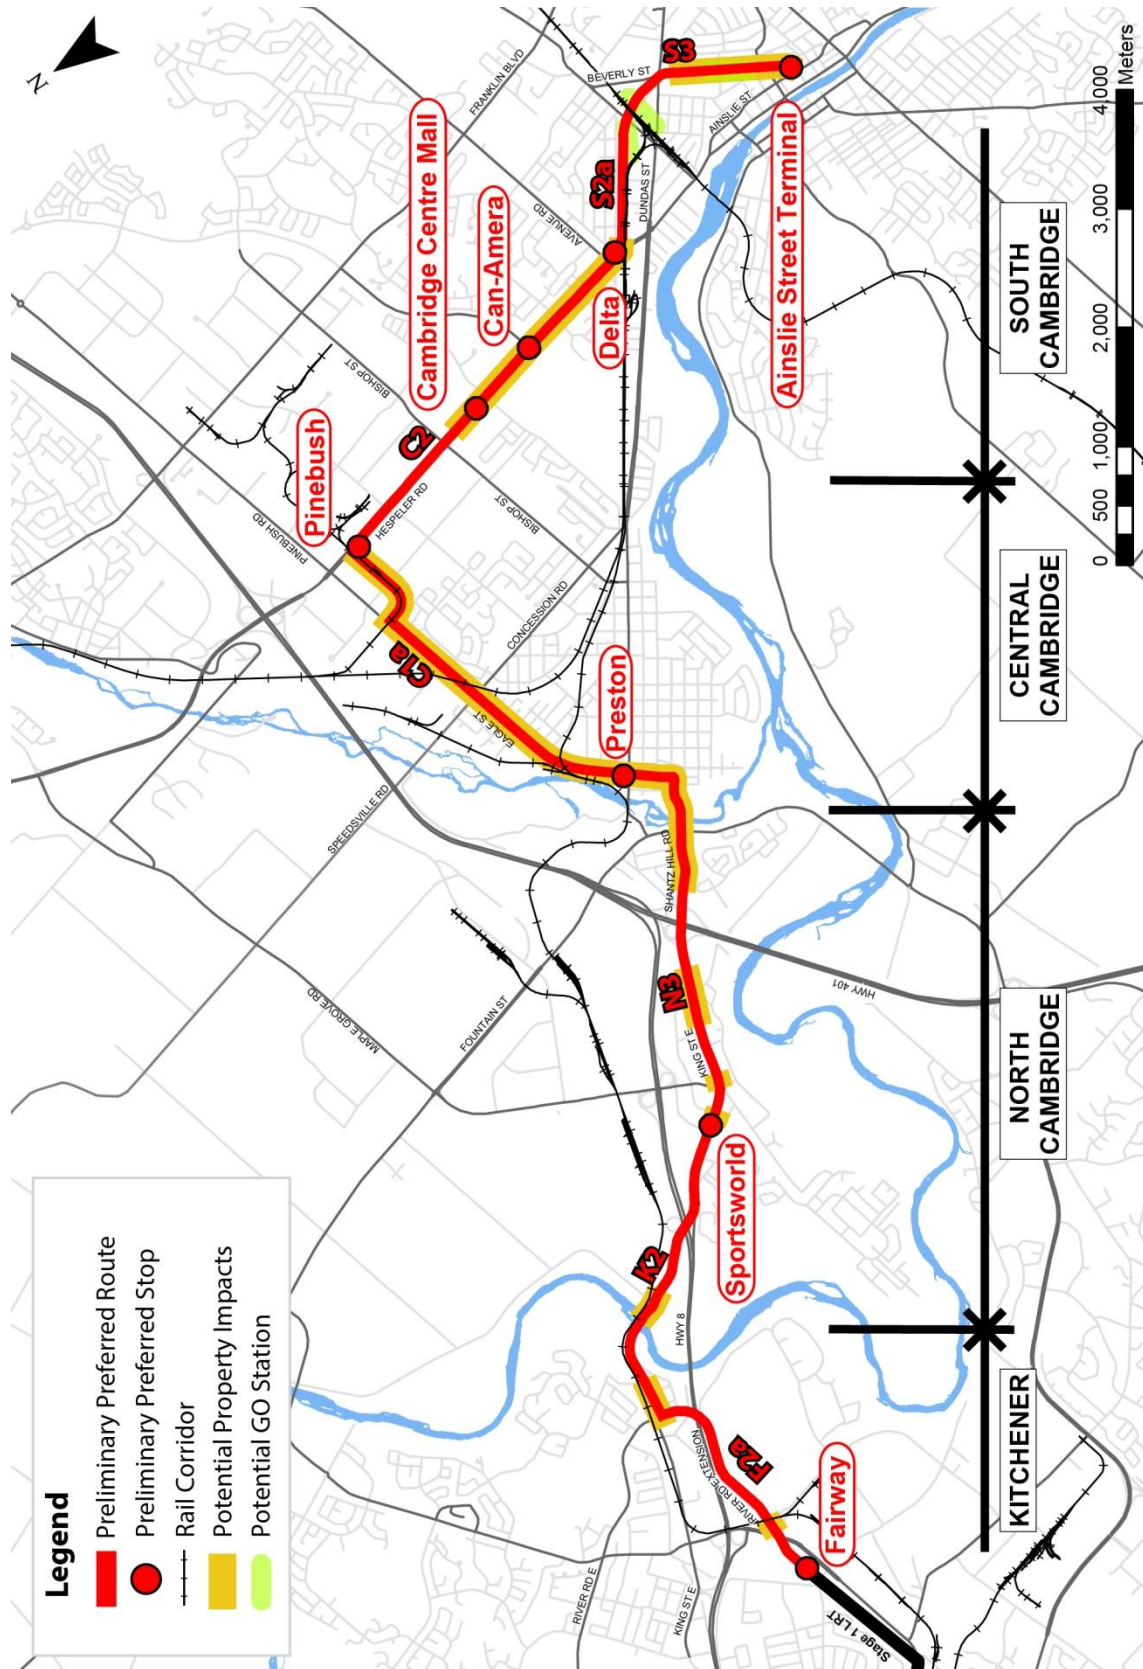 Legend
Preliminary Preferred Route
Preliminary Preferred Stop
Rail Corridor
Potential Property Impacts
Potential GO Station
N
FRANKLIN BLVD
BEVERLY ST
S3
AINSLIE ST
AVENUE RD
S2a
DUNDAS ST
Cambridge Centre Mall
Can-Amera
Delta
Ainslie Street Terminal
BISHOP ST
C2
Pinebush
HESPELER RD
BISHOP ST
PINEBUSH RD
CONCESSION RD
C1a
EAGLE ST
Preston
SPEEDSVILLE RD
SHANTZ HILL RD
MAPLE GROVE RD
FOUNTAIN ST
N3
HWY 401
KING ST E
Sportsworld
K2
HWY 8
RIVER RD EXTENSION
F2a
Fairway
RIVER RD E
KING ST E
Stage 1 LRT
KITCHENER
NORTH
CAMBRIDGE
CENTRAL
CAMBRIDGE
SOUTH
CAMBRIDGE
0 500 1,000 2,000 3,000 4,000
Meters